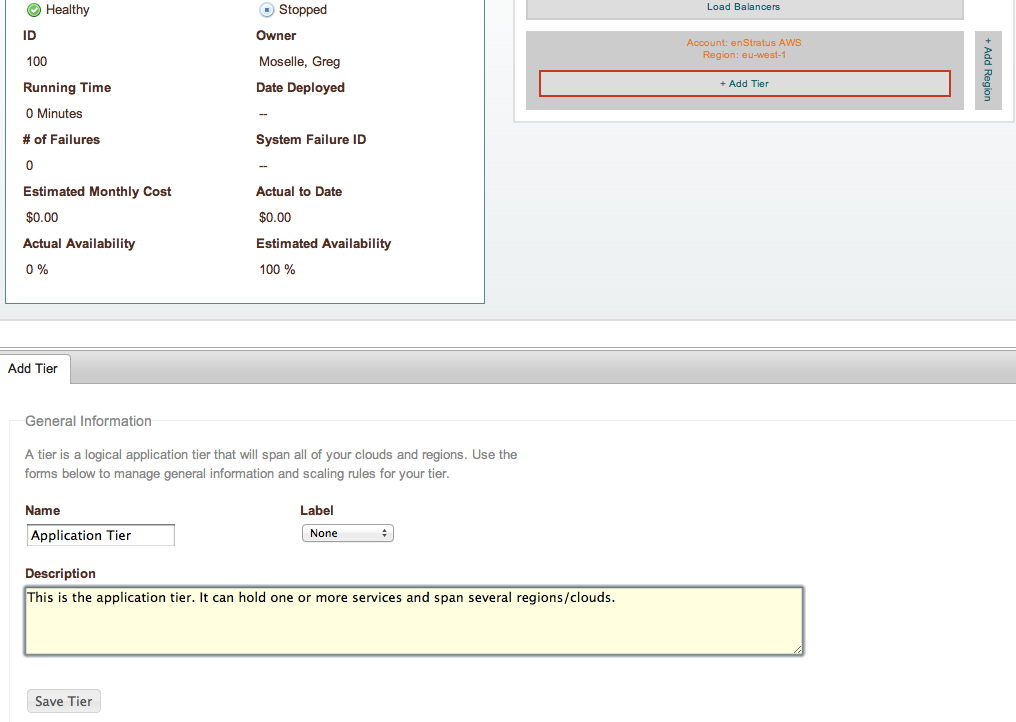 Healthy Stopped
ID Owner
100 Moselle, Greg
Running Time Date Deployed
0 Minutes --
# of Failures System Failure ID
0 --
Estimated Monthly Cost Actual to Date
$0.00 $0.00
Actual Availability Estimated Availability
0 % 100 %
Load Balancers
Account: enStratus AWS
Region: eu-west-1
+ Add Tier
+ Add Region
Add Tier
General Information
A tier is a logical application tier that will span all of your clouds and regions. Use the
forms below to manage general information and scaling rules for your tier.
Name Label
Application Tier None
Description
This is the application tier. It can hold one or more services and span several regions/clouds.
Save Tier